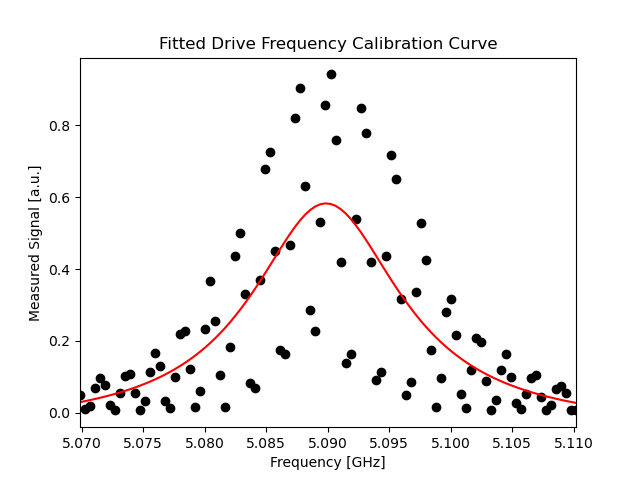 Fitted Drive Frequency Calibration Curve
Measured Signal [a.u.]
0.8
0.6
0.4
0.2
0.0
5.070 5.075 5.080 5.085 5.090 5.095 5.100 5.105 5.110
Frequency [GHz]